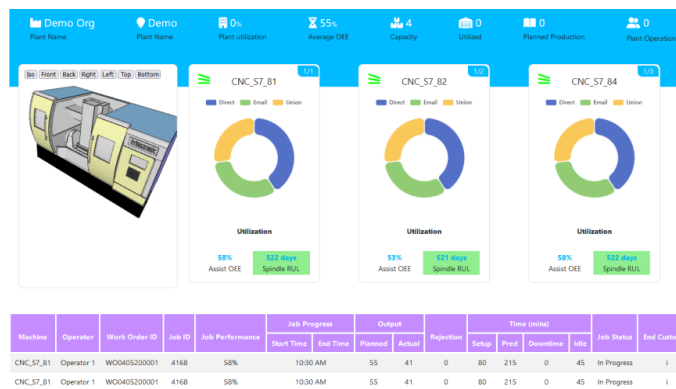 Demo Org
Plant Name
Demo
Plant Name
0%
Plant utilization
55%
Average OEE
4
Capacity
0
Utilized
0
Planned Production
0
Plant Operation
Iso Front Back Right Left Top Bottom
1/1
CNC_S7_81
Direct Email Union
Utilization
58%
Assist OEE
522 days
Spindle RUL
1/2
CNC_S7_82
Direct Email Union
Utilization
53%
Assist OEE
521 days
Spindle RUL
1/3
CNC_S7_84
Direct Email Union
Utilization
58%
Assist OEE
522 days
Spindle RUL
Job Progress Output Time (mins)
Machine Operator Work Order ID Job ID Job Performance Start Time End Time Planned Actual Rejection Setup Pred Downtime Idle Job Status End Custo
CNC_S7_81 Operator 1 WO0405200001 4168 58% 10:30 AM 55 41 0 80 215 0 45 In Progress i
CNC_S7_81 Operator 1 WO0405200001 4168 58% 10:30 AM 55 41 0 80 215 0 45 In Progress i